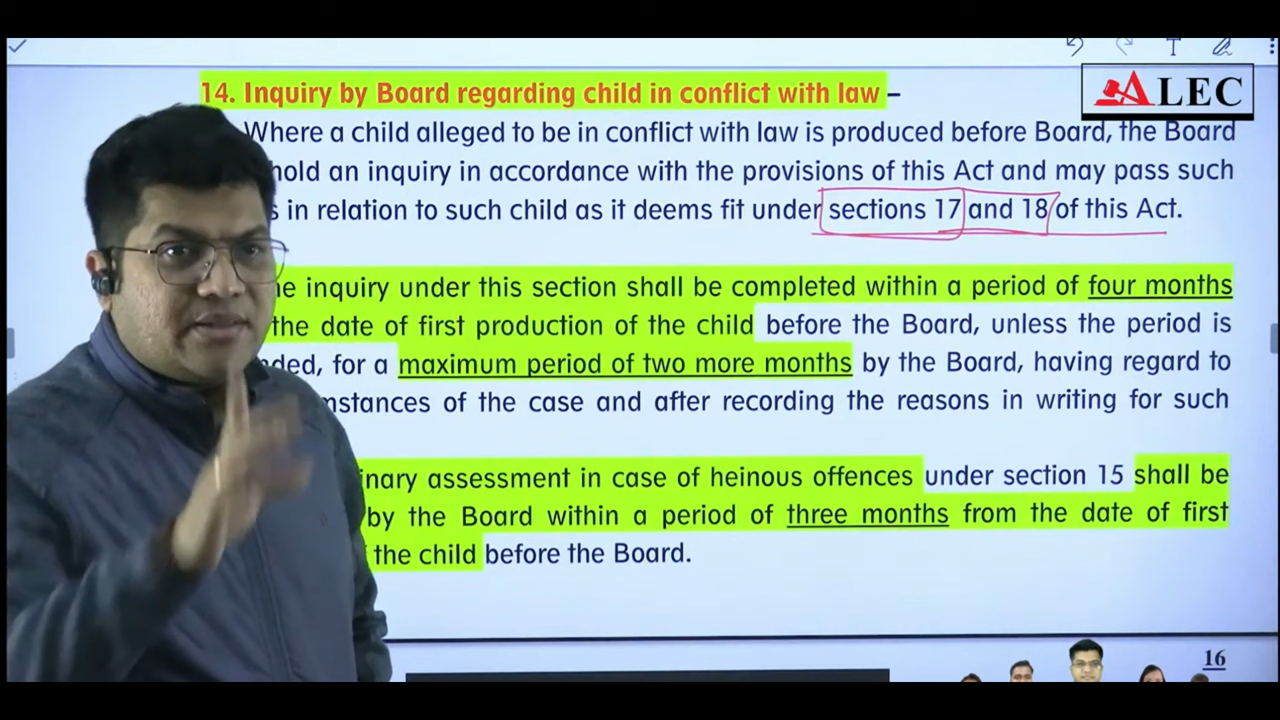 14. Inquiry by Board regarding child in conflict with law –
ALEC
Where a child alleged to be in conflict with law is produced before Board, the Board
hold an inquiry in accordance with the provisions of this Act and may pass such
s in relation to such child as it deems fit under sections 17 and 18 of this Act.
e inquiry under this section shall be completed within a period of four months
the date of first production of the child before the Board, unless the period is
nded, for a maximum period of two more months by the Board, having regard to
mstances of the case and after recording the reasons in writing for such
inary assessment in case of heinous offences under section 15 shall be
by the Board within a period of three months from the date of first
the child before the Board.
16